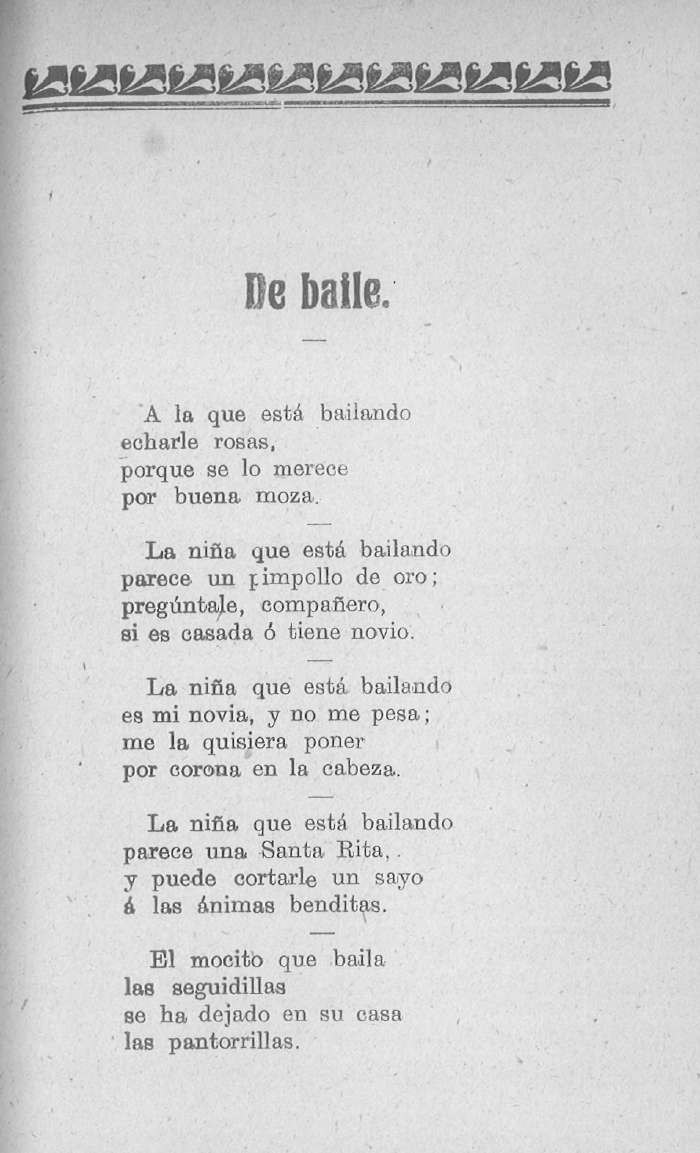 De baile.
A la que está bailando
echarle rosas,
porque se lo merece
por buena moza.
La niña que está bailando
parece un pimpollo de oro;
pregúntale, compañero,
si es casada ó tiene novio.
La niña que está bailando
es mi novia, y no me pesa;
me la quisiera poner
por corona en la cabeza.
La niña que está bailando
parece una Santa Rita,
y puede cortarle un sayo
á las ánimas benditas.
El mocito que baila
las seguidillas
se ha dejado en su casa
las pantorrillas.